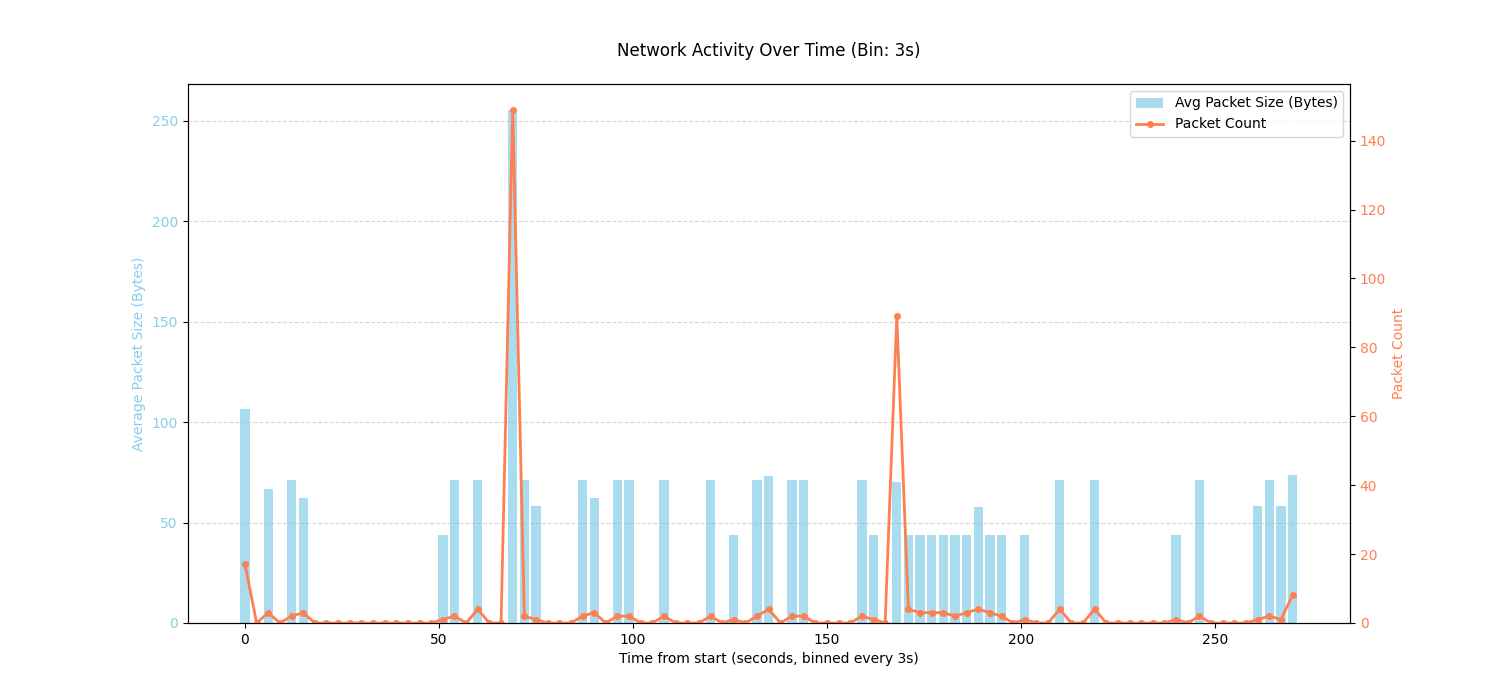 Network Activity Over Time (Bin: 3s)
Avg Packet Size (Bytes)
Packet Count
Average Packet Size (Bytes)
250
200
150
100
50
0
140
120
100
80
60
40
20
0
Packet Count
0 50 100 150 200 250
Time from start (seconds, binned every 3s)